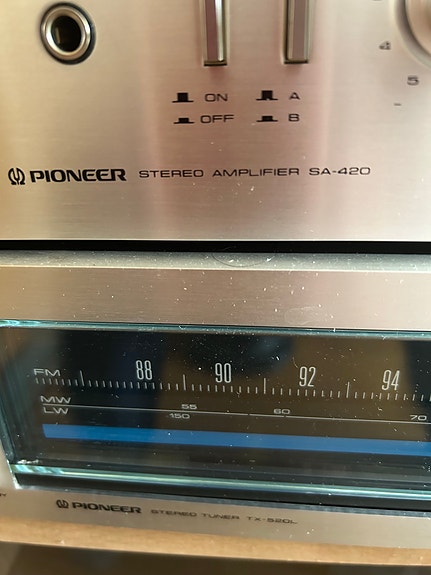 4
5
ON A
OFF B
PIONEER STEREO AMPLIFIER SA-420
FM 88 90 92 94
MW 55 60 70
LW 150
PIONEER STEREO TUNER TX-520L